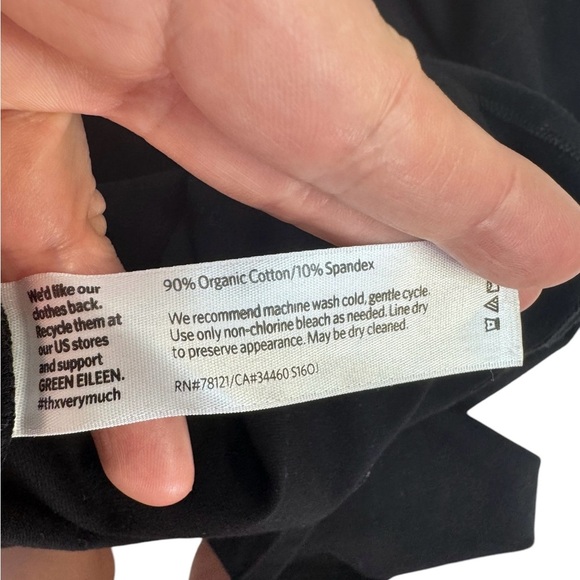 We'd like our
clothes back.
Recycle them at
our US stores
and support
GREEN EILEEN.
#thxverymuch
90% Organic Cotton/10% Spandex
We recommend machine wash cold, gentle cycle.
Use only non-chlorine bleach as needed. Line dry
to preserve appearance. May be dry cleaned.
RN#78121/CA#34460 S16OJ